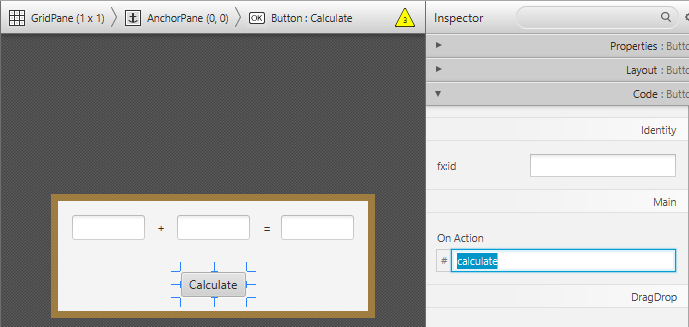 GridPane (1 x 1) AnchorPane (0, 0) OK Button : Calculate 3
Inspector
Properties : Butto
Layout : Butto
Code : Butto
Identity
fx:id
Main
On Action
# calculate
DragDrop
+ =
Calculate